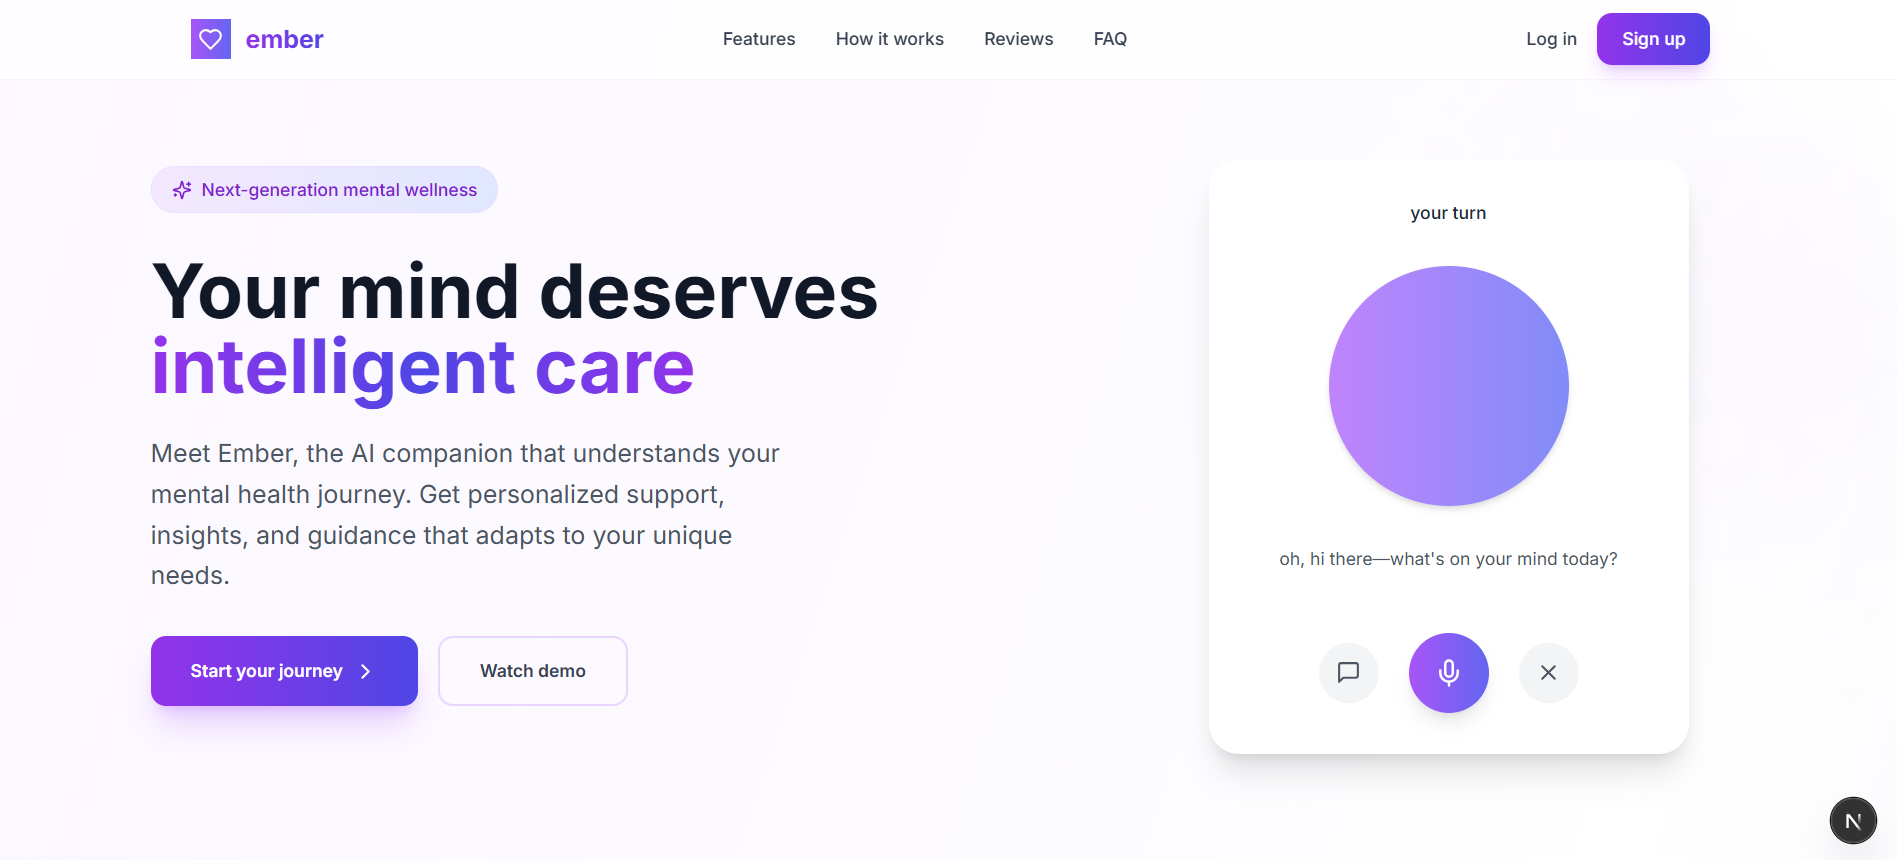 ember
Features
How it works
Reviews
FAQ
Log in
Sign up
Next-generation mental wellness
Your mind deserves
intelligent care
Meet Ember, the AI companion that understands your
mental health journey. Get personalized support,
insights, and guidance that adapts to your unique
needs.
Start your journey
Watch demo
your turn
oh, hi there—what's on your mind today?
N